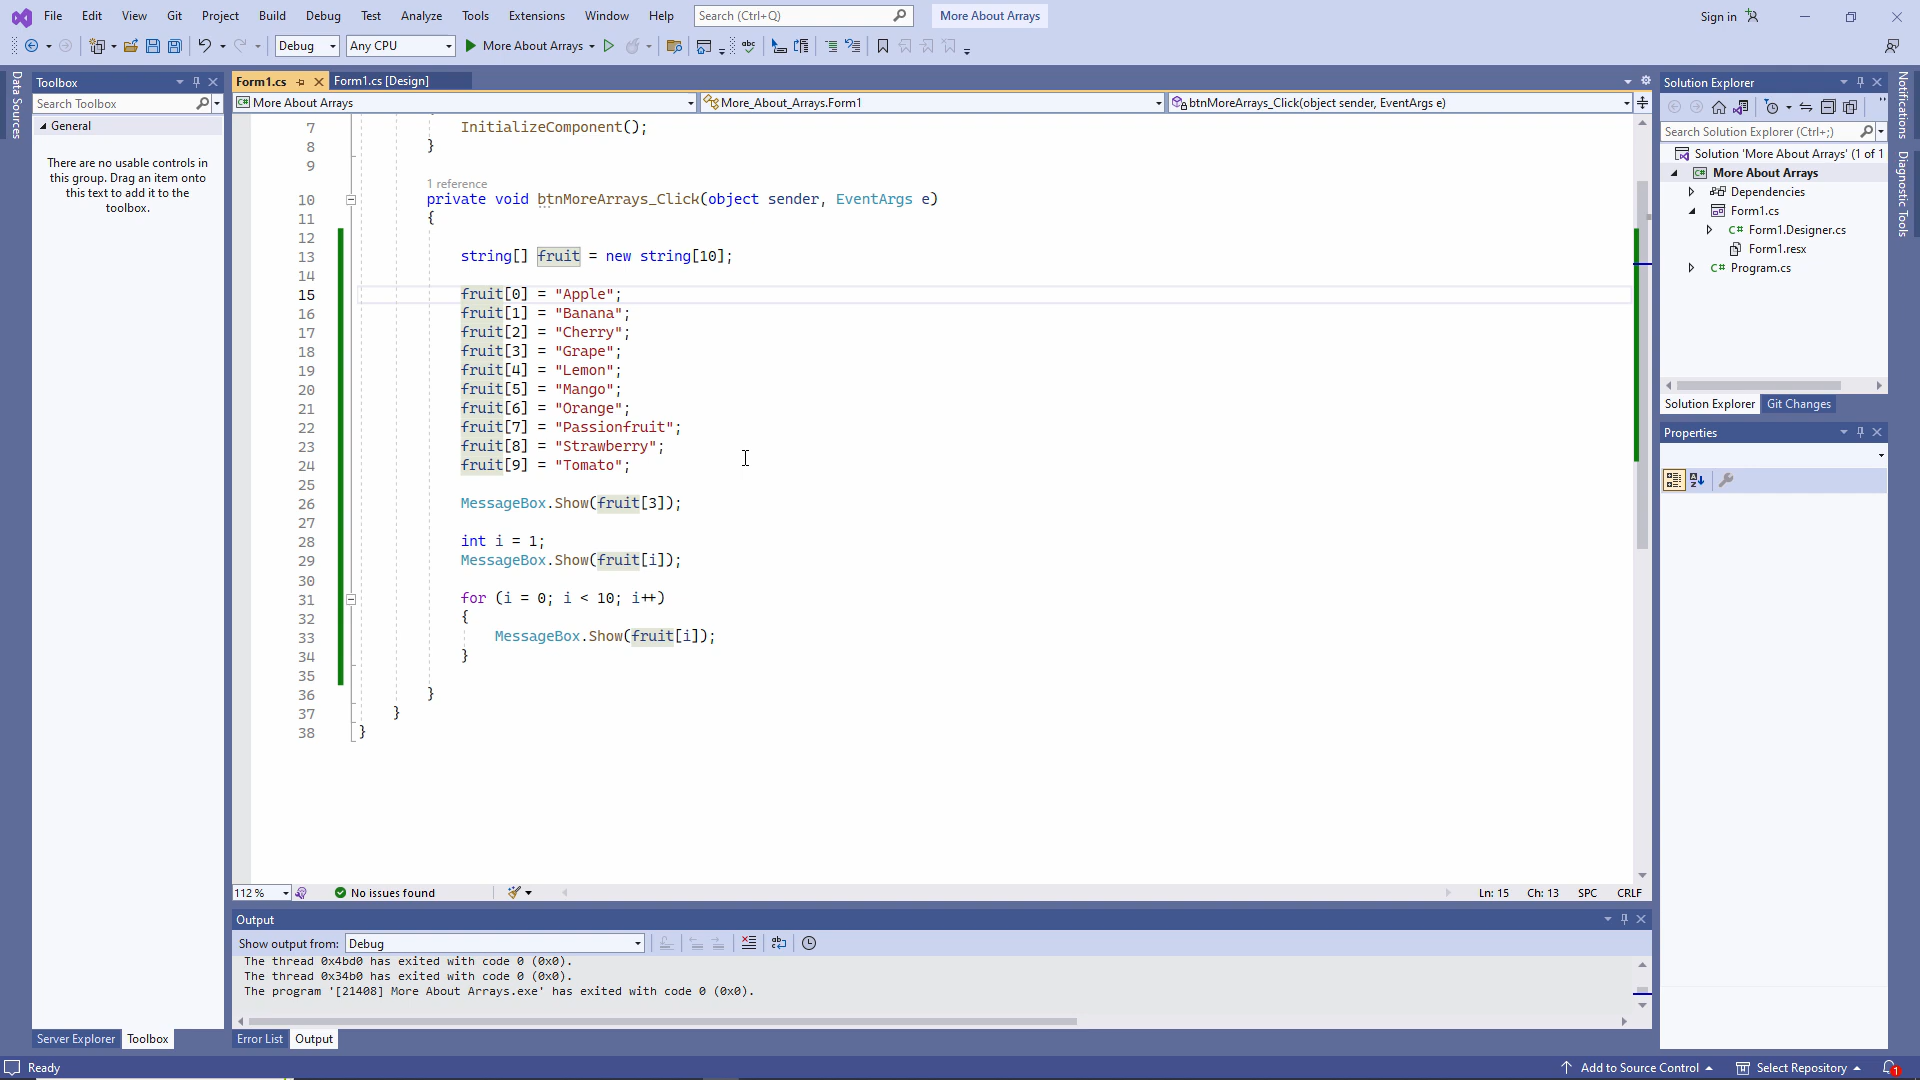 File Edit View Git Project Build Debug Test Analyze Tools Extensions Window Help Search (Ctrl+Q) More About Arrays Sign in
Debug Any CPU More About Arrays
Data Sources
Toolbox
Search Toolbox
General
There are no usable controls in
this group. Drag an item onto
this text to add it to the
toolbox.
Server Explorer Toolbox
Form1.cs Form1.cs [Design]
More About Arrays More_About_Arrays.Form1 btnMoreArrays_Click(object sender, EventArgs e)
7 InitializeComponent();
8 }
9
1 reference
10 private void btnMoreArrays_Click(object sender, EventArgs e)
11 {
12
13 string[] fruit = new string[10];
14
15 fruit[0] = "Apple";
16 fruit[1] = "Banana";
17 fruit[2] = "Cherry";
18 fruit[3] = "Grape";
19 fruit[4] = "Lemon";
20 fruit[5] = "Mango";
21 fruit[6] = "Orange";
22 fruit[7] = "Passionfruit";
23 fruit[8] = "Strawberry";
24 fruit[9] = "Tomato";
25
26 MessageBox.Show(fruit[3]);
27
28 int i = 1;
29 MessageBox.Show(fruit[i]);
30
31 for (i = 0; i < 10; i++)
32 {
33 MessageBox.Show(fruit[i]);
34 }
35
36 }
37 }
38 }
112 % No issues found Ln: 15 Ch: 13 SPC CRLF
Output
Show output from: Debug
The thread 0x4bd0 has exited with code 0 (0x0).
The thread 0x34b0 has exited with code 0 (0x0).
The program '[21408] More About Arrays.exe' has exited with code 0 (0x0).
Error List Output
Solution Explorer
Search Solution Explorer (Ctrl+;)
Solution 'More About Arrays' (1 of 1
More About Arrays
Dependencies
Form1.cs
Form1.Designer.cs
Form1.resx
Program.cs
Solution Explorer Git Changes
Properties
Notifications
Diagnostic Tools
Ready Add to Source Control Select Repository 1